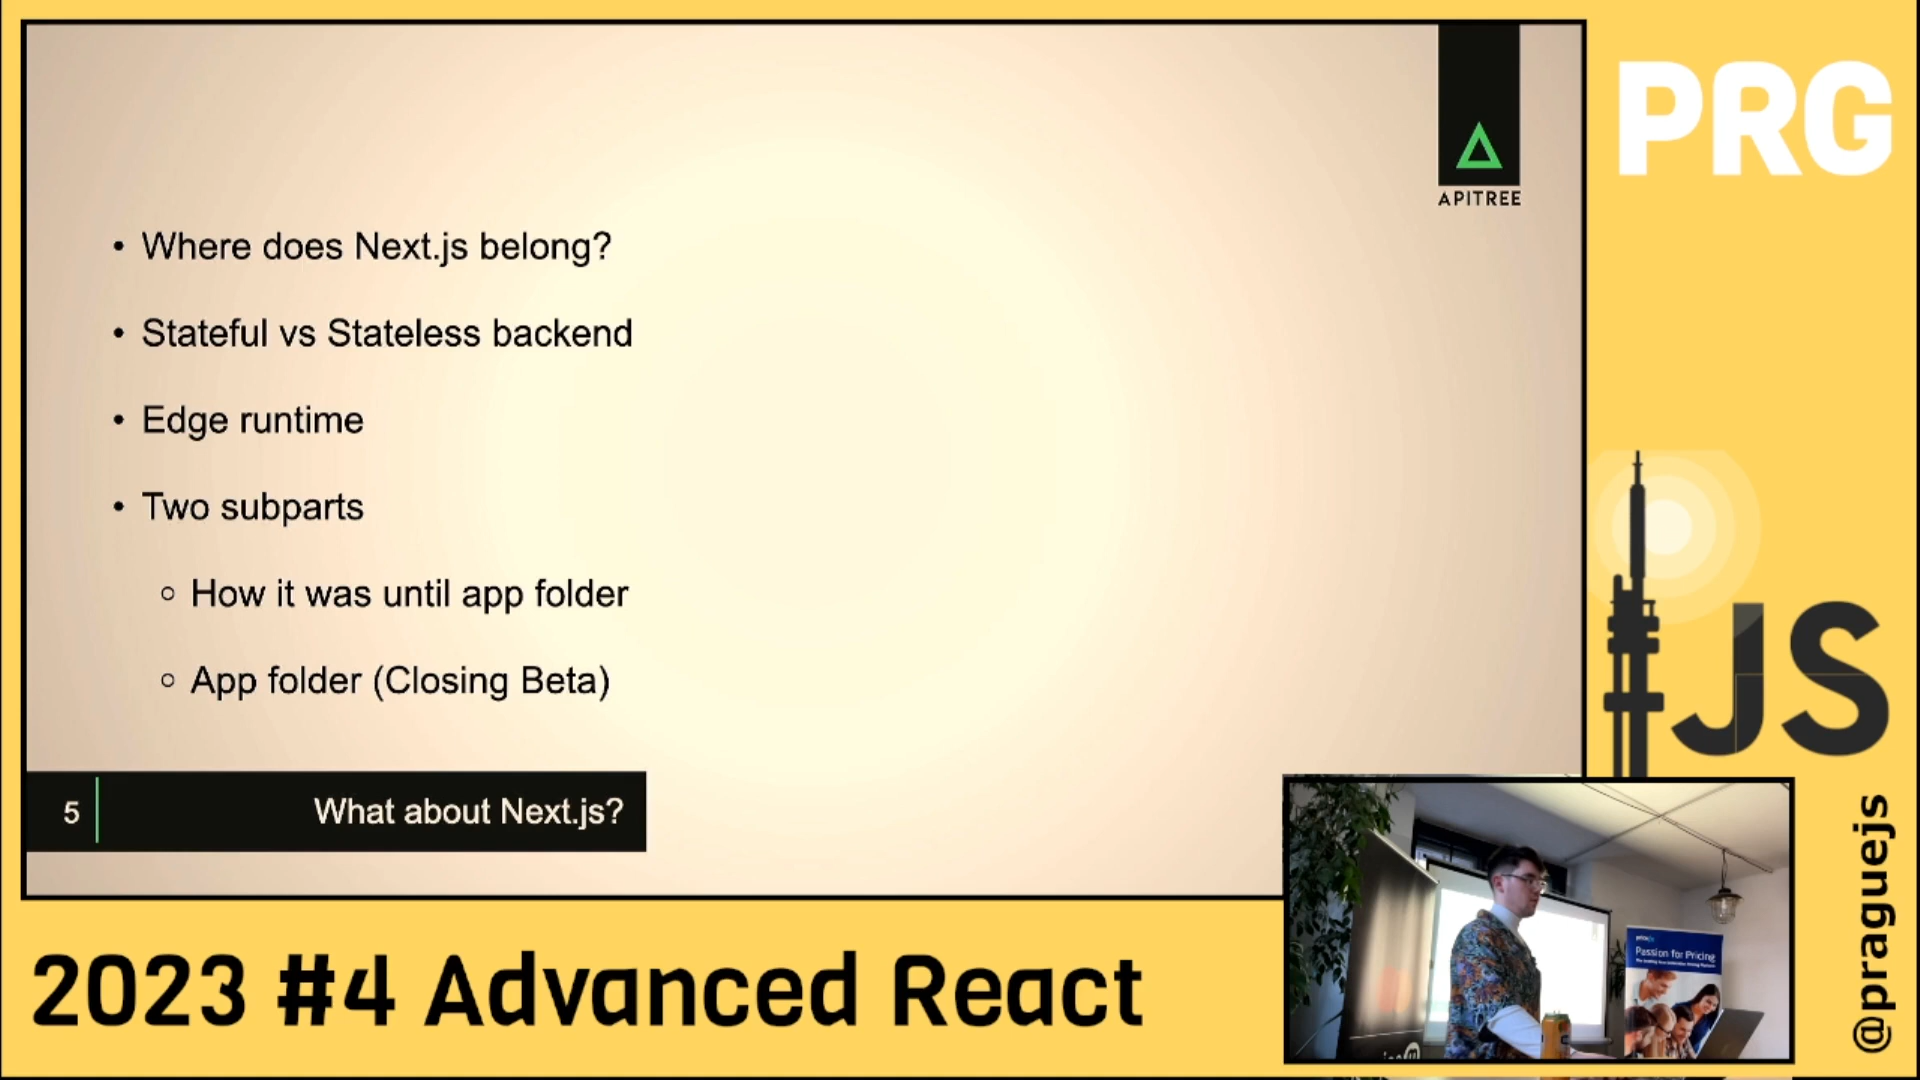 APITREE
• Where does Next.js belong?
• Stateful vs Stateless backend
• Edge runtime
• Two subparts
○ How it was until app folder
○ App folder (Closing Beta)
5
What about Next.js?
PRG
JS
@praguejs
2023 #4 Advanced React
Passion for Pricing